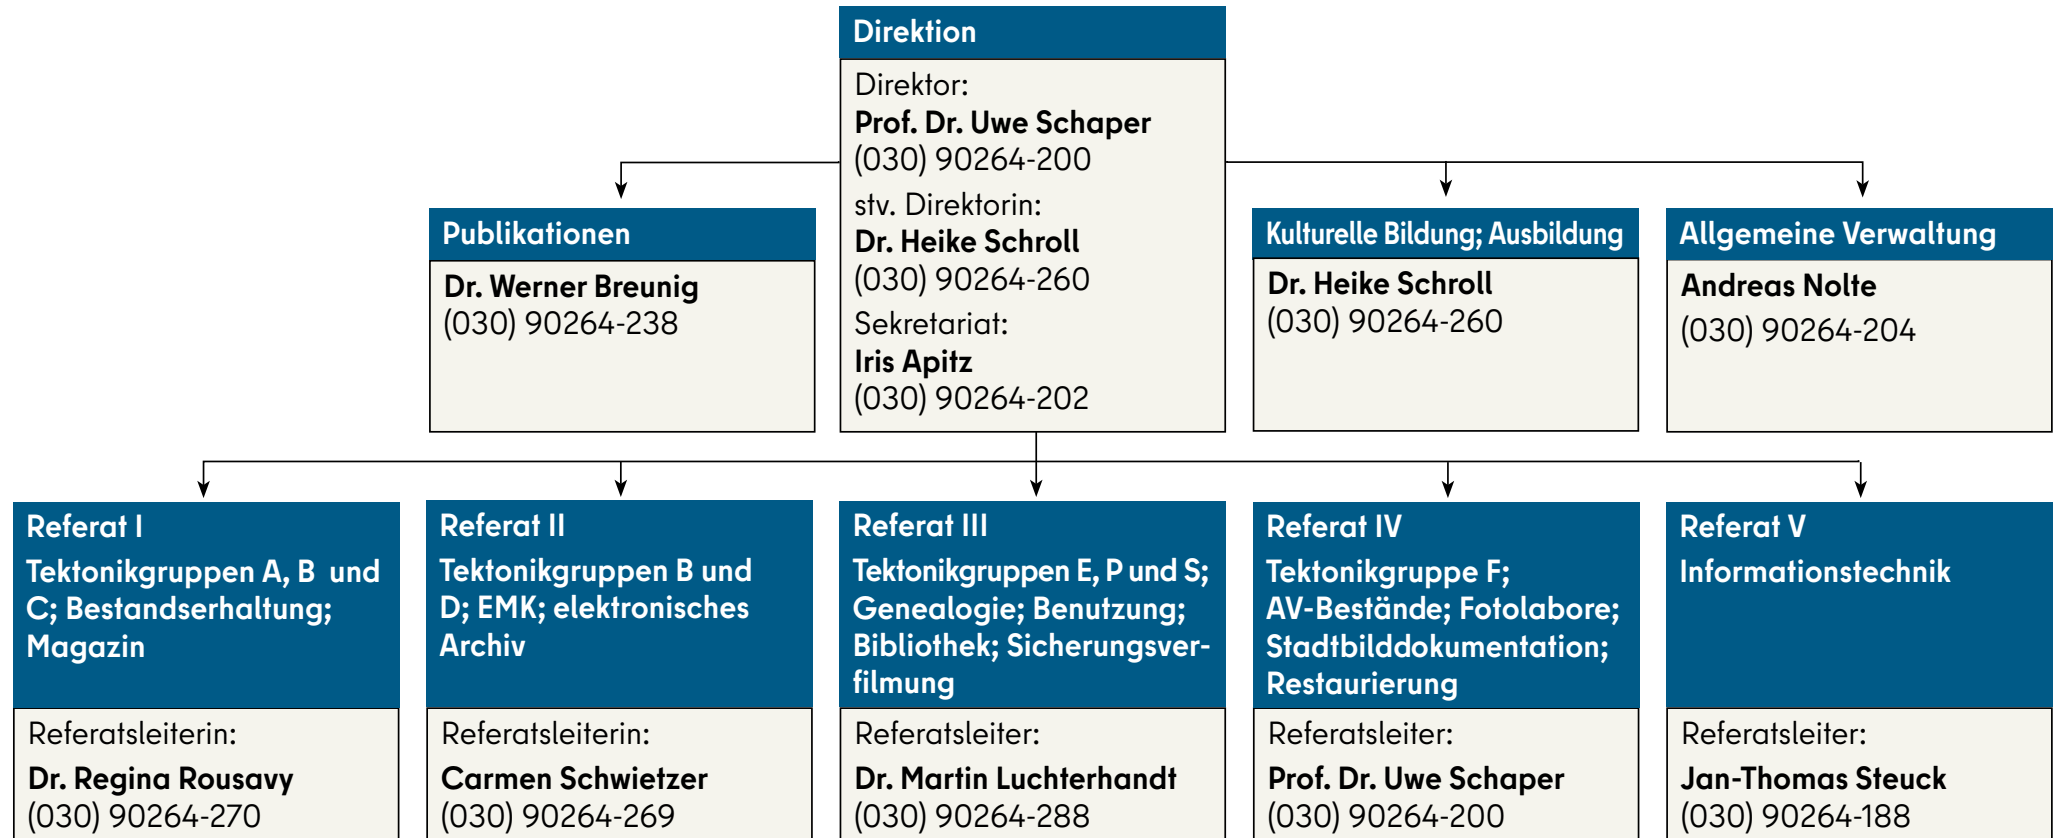 Direktion
Direktor:
Prof. Dr. Uwe Schaper
(030) 90264-200
stv. Direktorin:
Dr. Heike Schroll
(030) 90264-260
Sekretariat:
Iris Apitz
(030) 90264-202
Publikationen
Dr. Werner Breunig
(030) 90264-238
Kulturelle Bildung; Ausbildung
Dr. Heike Schroll
(030) 90264-260
Allgemeine Verwaltung
Andreas Nolte
(030) 90264-204
Referat I
Tektonikgruppen A, B und
C; Bestandserhaltung;
Magazin
Referatsleiterin:
Dr. Regina Rousavy
(030) 90264-270
Referat II
Tektonikgruppen B und
D; EMK; elektronisches
Archiv
Referatsleiterin:
Carmen Schwietzer
(030) 90264-269
Referat III
Tektonikgruppen E, P und S;
Genealogie; Benutzung;
Bibliothek; Sicherungsver-
filmung
Referatsleiter:
Dr. Martin Luchterhandt
(030) 90264-288
Referat IV
Tektonikgruppe F;
AV-Bestände; Fotolabore;
Stadtbilddokumentation;
Restaurierung
Referatsleiter:
Prof. Dr. Uwe Schaper
(030) 90264-200
Referat V
Informationstechnik
Referatsleiter:
Jan-Thomas Steuck
(030) 90264-188